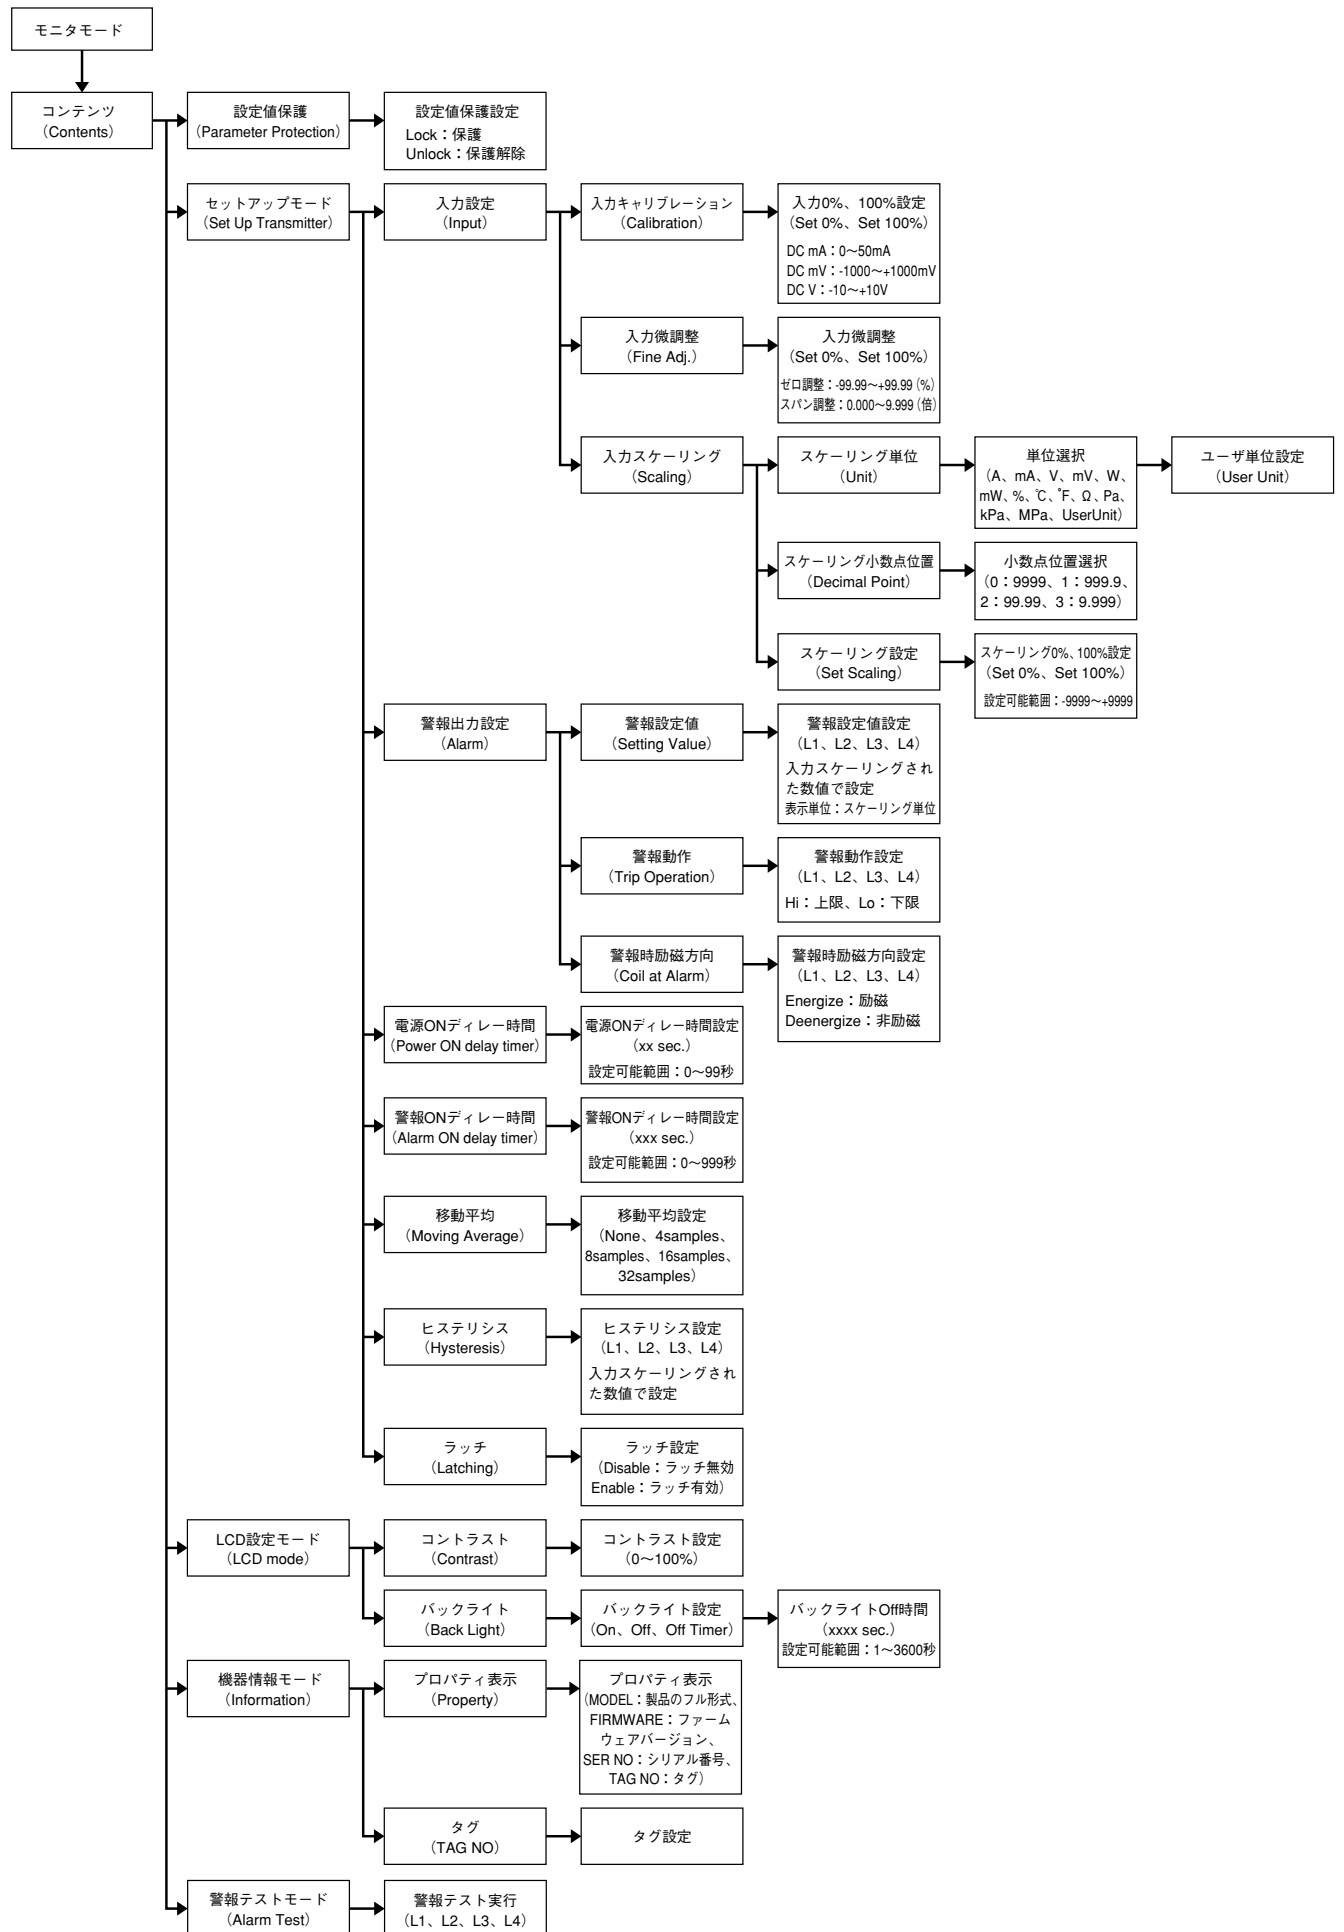 モニタモード
コンテンツ
（Contents）
設定値保護
（Parameter Protection）
設定値保護設定
Lock：保護
Unlock：保護解除
セットアップモード
（Set Up Transmitter）
入力設定
（Input）
入力キャリブレーション
（Calibration）
入力0%、100%設定
（Set 0%、Set 100%）
DC mA：0～50mA
DC mV：-1000～+1000mV
DC V：-10～+10V
入力微調整
（Fine Adj.）
入力微調整
（Set 0%、Set 100%）
ゼロ調整：-99.99～+99.99（%）
スパン調整：0.000～9.999（倍）
入力スケーリング
（Scaling）
スケーリング単位
（Unit）
単位選択
（A、mA、V、mV、W、
mW、%、℃、°F、Ω、Pa、
kPa、MPa、UserUnit）
ユーザ単位設定
（User Unit）
スケーリング小数点位置
（Decimal Point）
小数点位置選択
（0：9999、1：999.9、
2：99.99、3：9.999）
スケーリング設定
（Set Scaling）
スケーリング0%、100%設定
（Set 0%、Set 100%）
設定可能範囲：-9999～+9999
警報出力設定
（Alarm）
警報設定値
（Setting Value）
警報設定値設定
（L1、L2、L3、L4）
入力スケーリングされ
た数値で設定
表示単位：スケーリング単位
警報動作
（Trip Operation）
警報動作設定
（L1、L2、L3、L4）
Hi：上限、Lo：下限
警報時励磁方向
（Coil at Alarm）
警報時励磁方向設定
（L1、L2、L3、L4）
Energize：励磁
Deenergize：非励磁
電源ONディレー時間
（Power ON delay timer）
電源ONディレー時間設定
（xx sec.）
設定可能範囲：0～99秒
警報ONディレー時間
（Alarm ON delay timer）
警報ONディレー時間設定
（xxx sec.）
設定可能範囲：0～999秒
移動平均
（Moving Average）
移動平均設定
（None、4samples、
8samples、16samples、
32samples）
ヒステリシス
（Hysteresis）
ヒステリシス設定
（L1、L2、L3、L4）
入力スケーリングされ
た数値で設定
ラッチ
（Latching）
ラッチ設定
（Disable：ラッチ無効
Enable：ラッチ有効）
LCD設定モード
（LCD mode）
コントラスト
（Contrast）
コントラスト設定
（0～100%）
バックライト
（Back Light）
バックライト設定
（On、Off、Off Timer）
バックライトOff時間
（xxxx sec.）
設定可能範囲：1～3600秒
機器情報モード
（Information）
プロパティ表示
（Property）
プロパティ表示
（MODEL：製品のフル形式、
FIRMWARE：ファーム
ウェアバージョン、
SER NO：シリアル番号、
TAG NO：タグ）
タグ
（TAG NO）
タグ設定
警報テストモード
（Alarm Test）
警報テスト実行
（L1、L2、L3、L4）